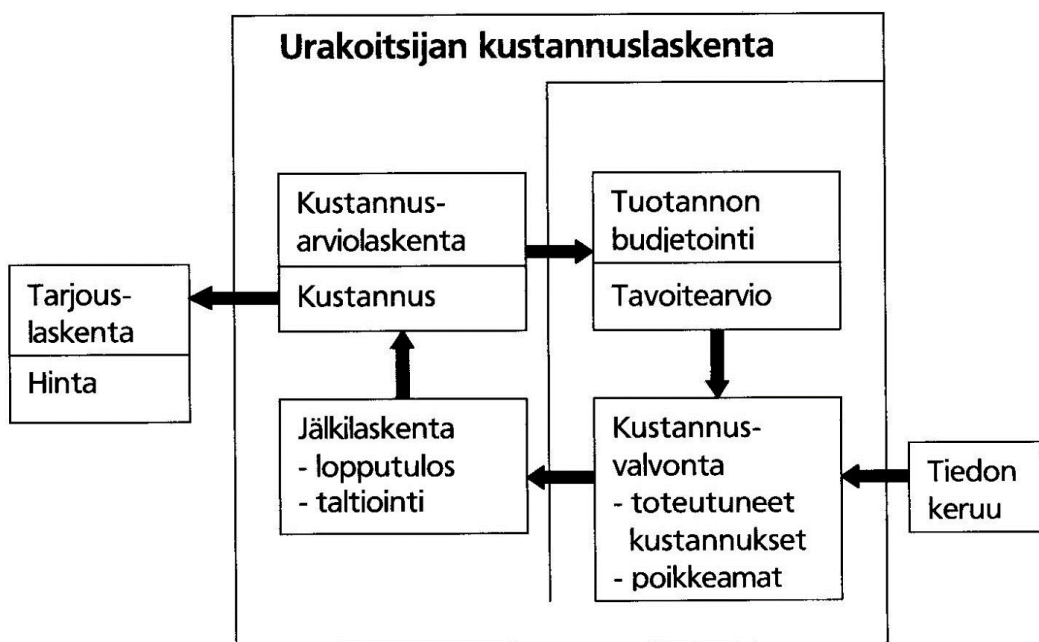 Urakoitsijan kustannuslaskenta
Kustannus-
arviolaskenta
Kustannus
Tuotannon
budjetointi
Tavoitearvio
Tarjous-
laskenta
Hinta
Jälkilaskenta
- lopputulos
- taltiointi
Kustannus-
valvonta
- toteutuneet
kustannukset
- poikkeamat
Tiedon
keruu